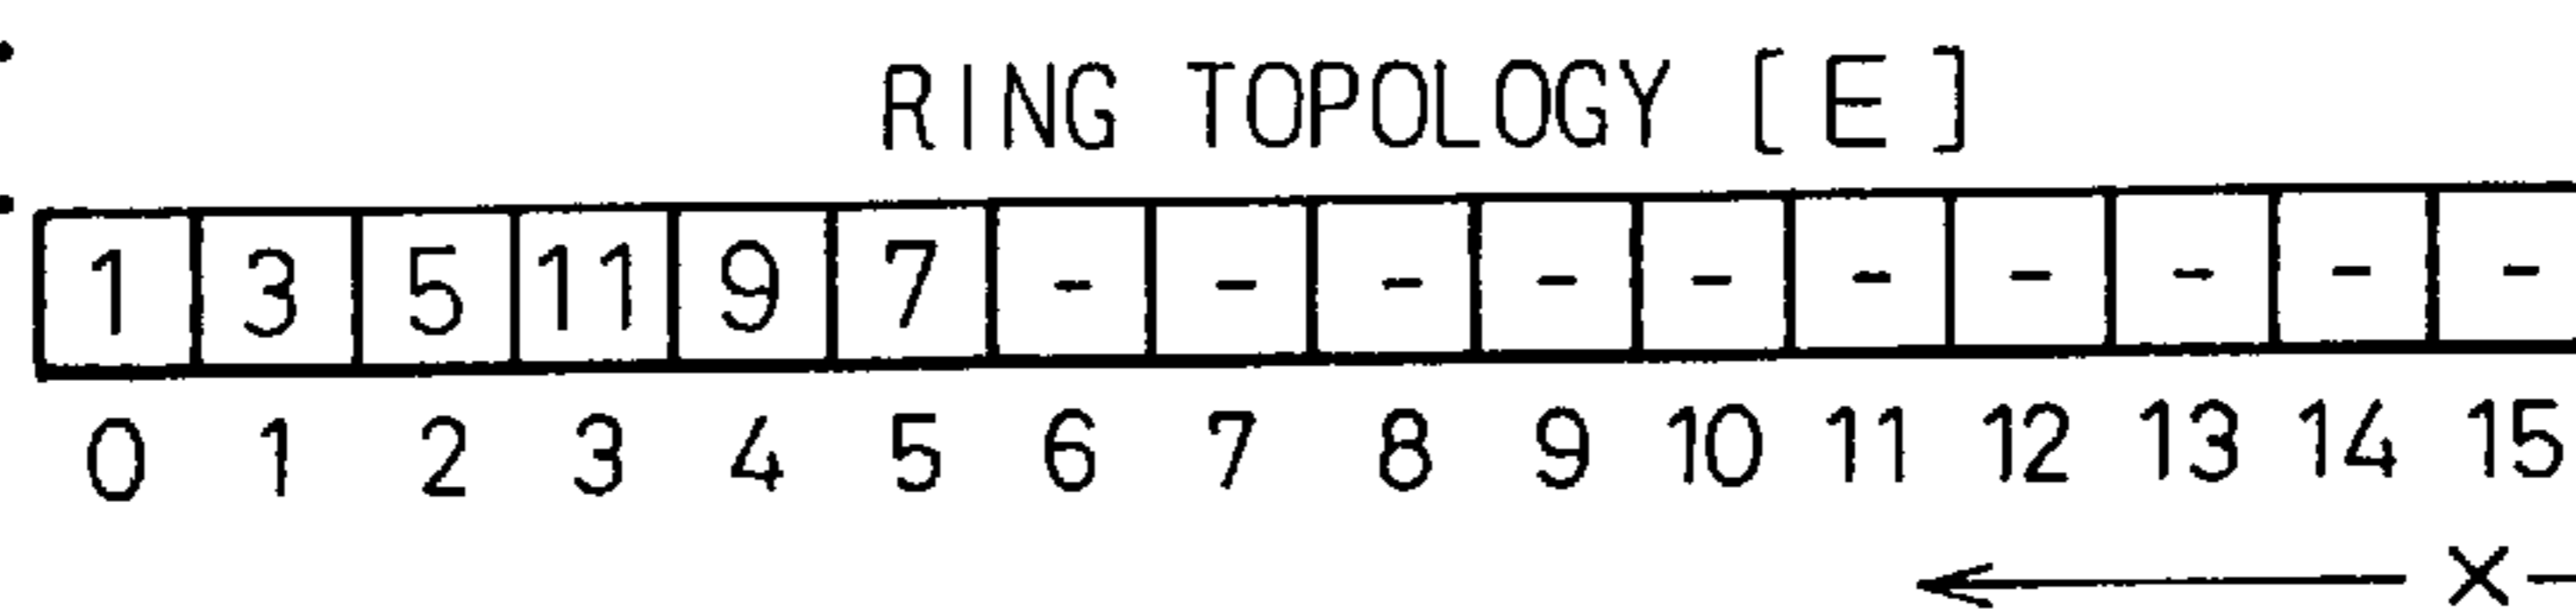 RING TOPOLOGY [E]
1 3 5 11 9 7 - - - - - - - - - -
0 1 2 3 4 5 6 7 8 9 10 11 12 13 14 15
X